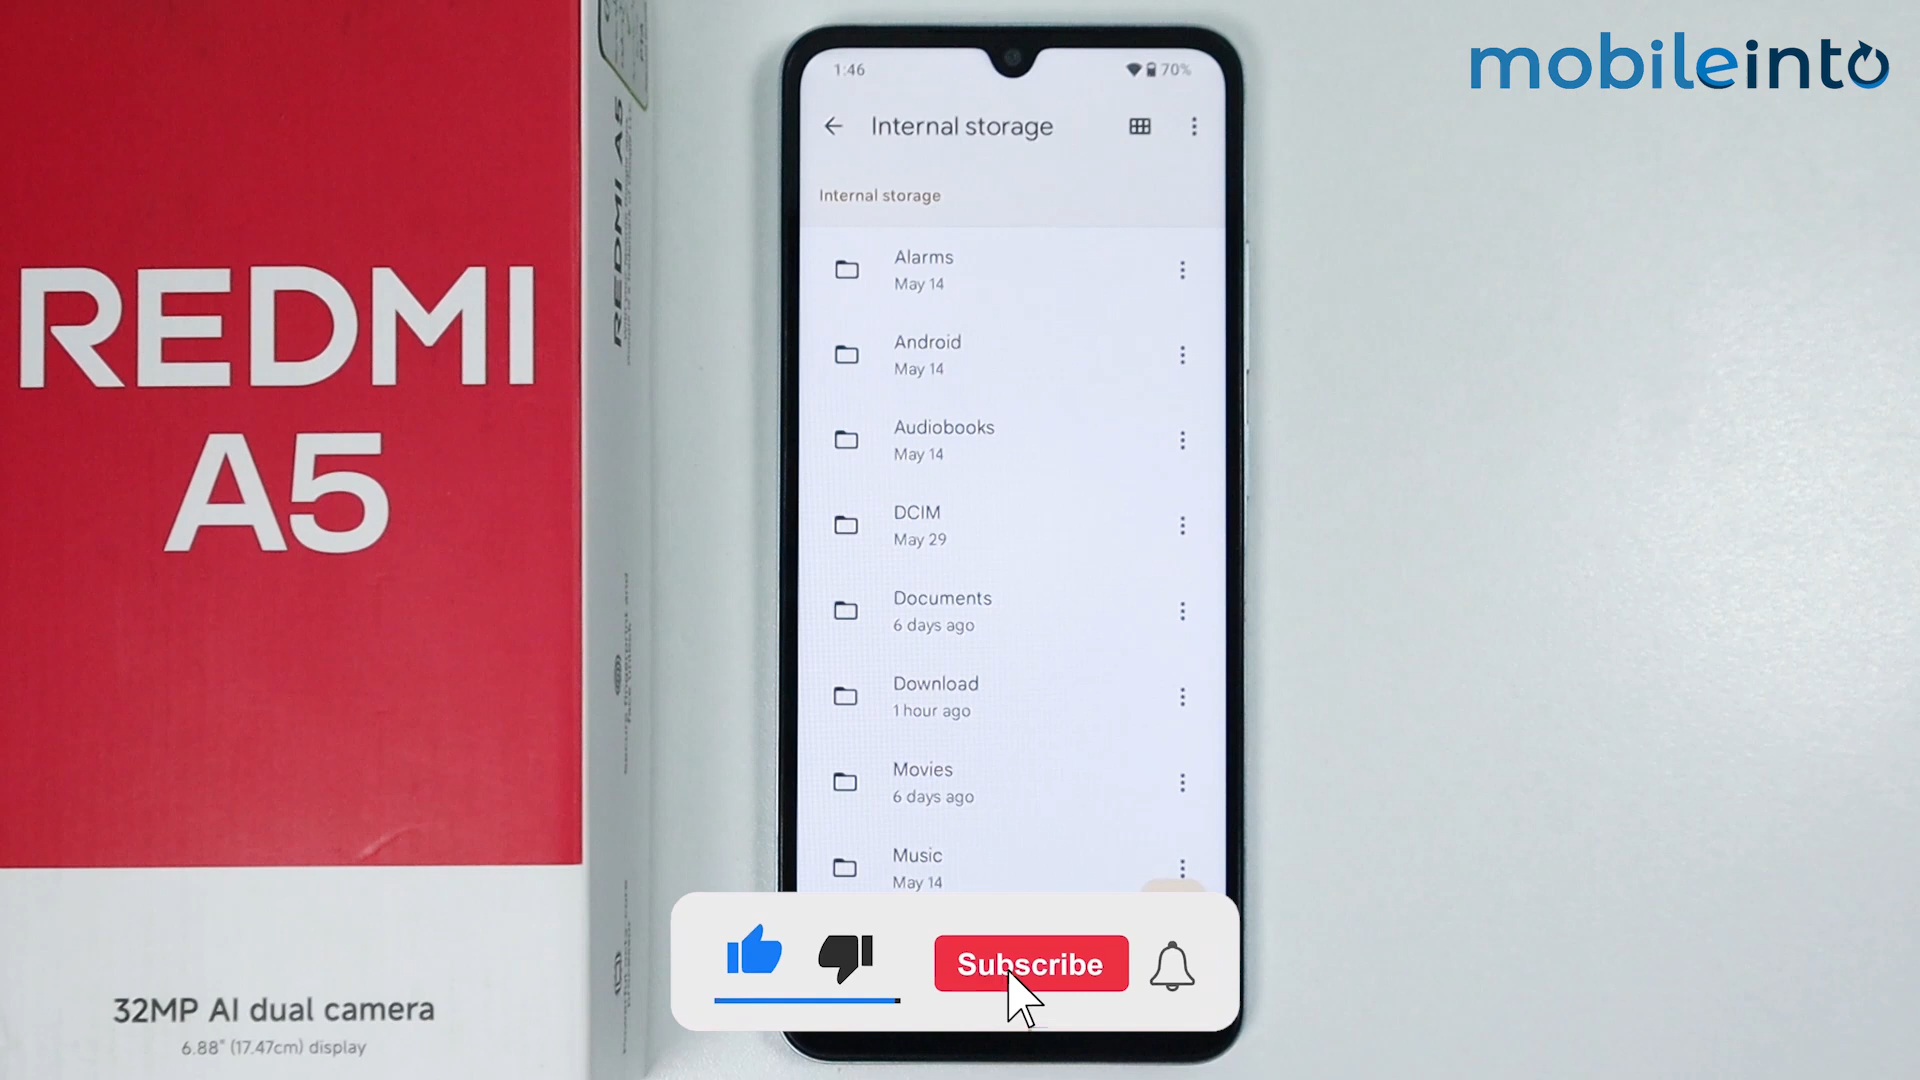 REDMI
A5
32MP AI dual camera
6.88" (17.47cm) display
REDMI A5
1:46
70%
Internal storage
Internal storage
Alarms
May 14
Android
May 14
Audiobooks
May 14
DCIM
May 29
Documents
6 days ago
Download
1 hour ago
Movies
6 days ago
Music
May 14
Subscribe
mobileinto